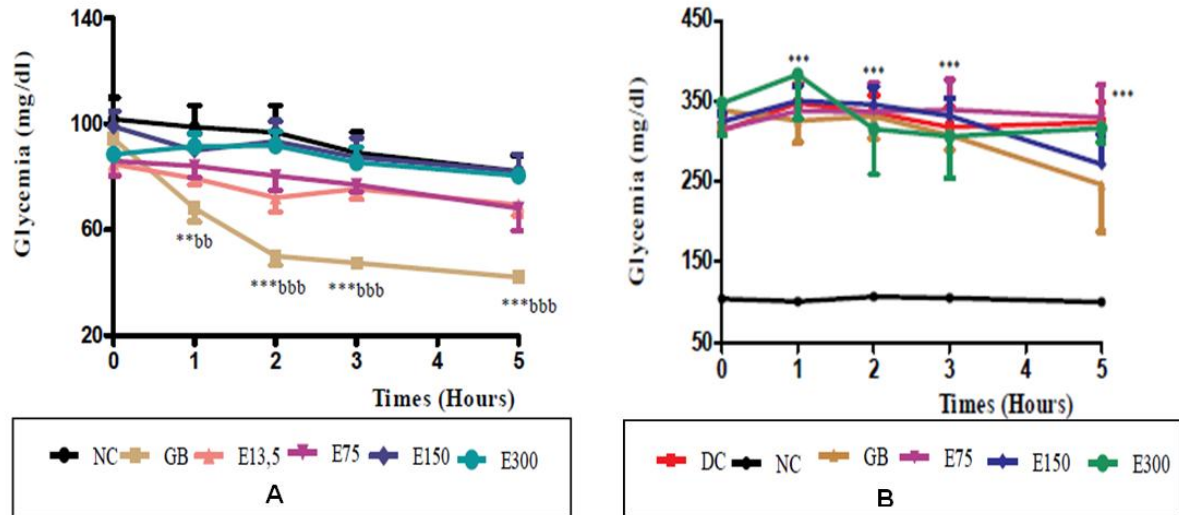 140
100
60
20
Glycemia (mg/dl)
**bb
***bbb
***bbb
***bbb
0 1 2 3 4 5
Times (Hours)
NC GB E13,5 E75 E150 E300
A
450
350
250
150
50
Glycemia (mg/dl)
***
***
***
***
0 1 2 3 4 5
Times (Hours)
DC NC GB E75 E150 E300
B